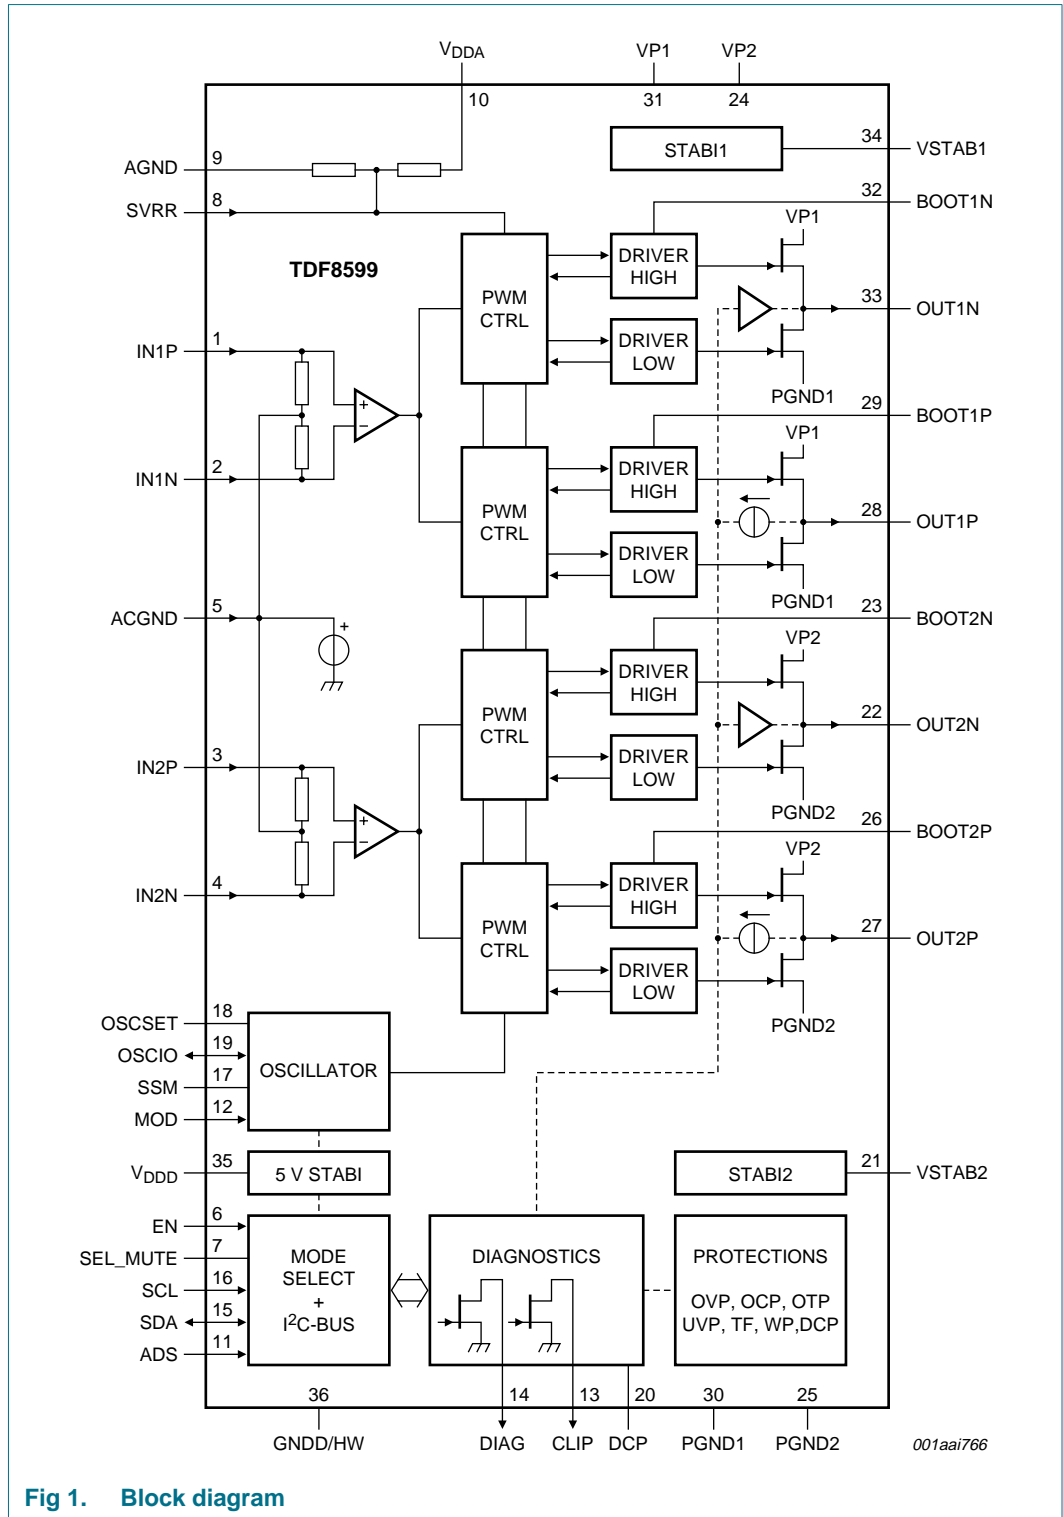 VDDA
VP1
VP2
10
31
24
STABI1
34
VSTAB1
AGND
9
SVRR
8
32
BOOT1N
VP1
TDF8599
PWM
CTRL
DRIVER
HIGH
33
OUT1N
IN1P
1
DRIVER
LOW
PGND1
+
−
29
BOOT1P
VP1
IN1N
2
PWM
CTRL
DRIVER
HIGH
28
OUT1P
DRIVER
LOW
PGND1
ACGND
5
+
23
BOOT2N
VP2
PWM
CTRL
DRIVER
HIGH
22
OUT2N
IN2P
3
DRIVER
LOW
PGND2
+
−
26
BOOT2P
VP2
IN2N
4
PWM
CTRL
DRIVER
HIGH
27
OUT2P
DRIVER
LOW
PGND2
OSCSET
18
OSCIO
19
SSM
17
MOD
12
OSCILLATOR
VDDD
35
5 V STABI
STABI2
21
VSTAB2
EN
6
SEL_MUTE
7
SCL
16
SDA
15
ADS
11
MODE
SELECT
+
I2C-BUS
DIAGNOSTICS
PROTECTIONS
OVP, OCP, OTP
UVP, TF, WP,DCP
36
14
13
20
30
25
GNDD/HW
DIAG
CLIP
DCP
PGND1
PGND2
001aai766
Fig 1. Block diagram